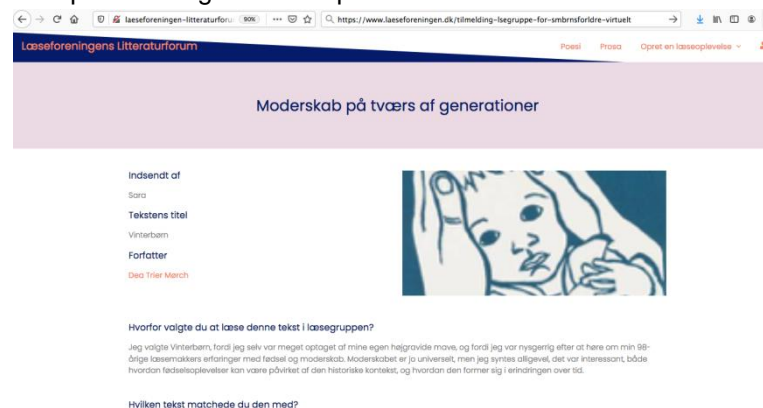 laeseforeningen-litteraturforu 90% https://www.laeseforeningen.dk/tilmelding-lsegruppe-for-smbrnsforldre-virtuelt
Læseforeningens Litteraturforum Poesi Prosa Opret en læseoplevelse
Moderskab på tværs af generationer
Indsendt af
Sara
Tekstens titel
Vinterbørn
Forfatter
Dea Trier Mørch
Hvorfor valgte du at læse denne tekst i læsegruppen?
Jeg valgte Vinterbørn, fordi jeg selv var meget optaget af mine egen højgravide mave, og fordi jeg var nysgerrig efter at høre om min 98-
årige læsemakkers erfaringer med fødsel og moderskab. Moderskabet er jo universelt, men jeg syntes alligevel, det var interessant, både
hvordan fødselsoplevelser kan være påvirket af den historiske kontekst, og hvordan den former sig i erindringen over tid.
Hvilken tekst matchede du den med?